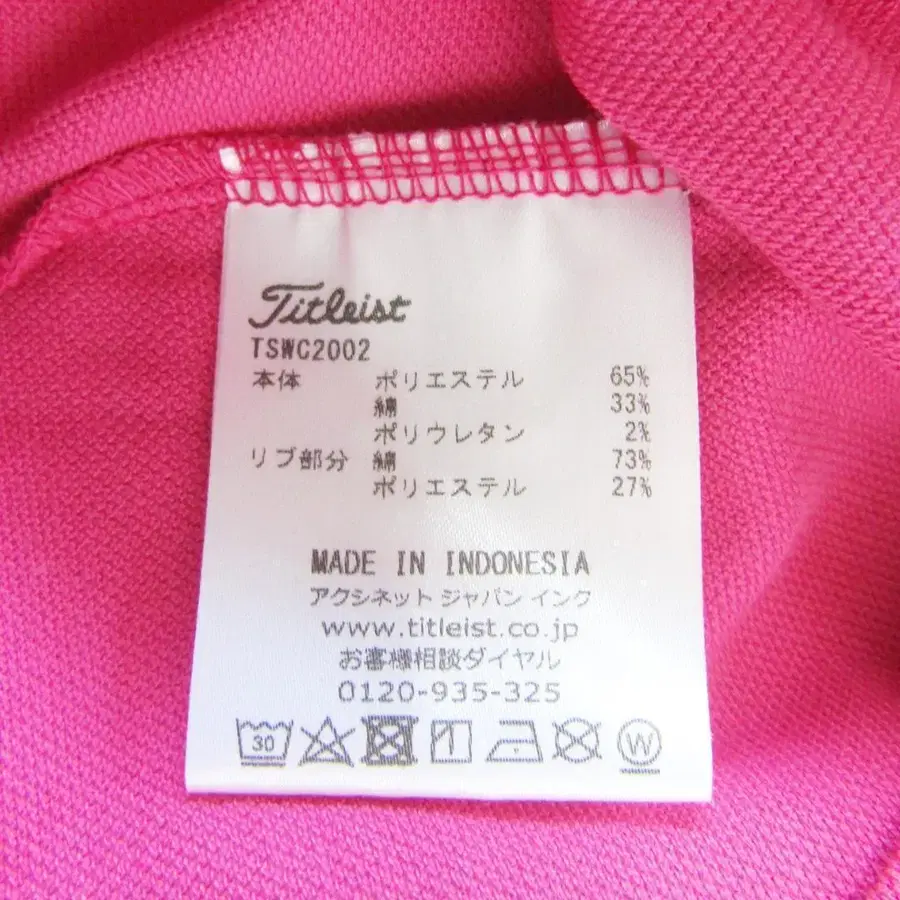 Titleist
TSWC2002
本体 ポリエステル 65%
綿 33%
ポリウレタン 2%
リブ部分 綿 73%
ポリエステル 27%
MADE IN INDONESIA
アクシネット ジャパン インク
www.titleist.co.jp
お客様相談ダイヤル
0120-935-325
30 W